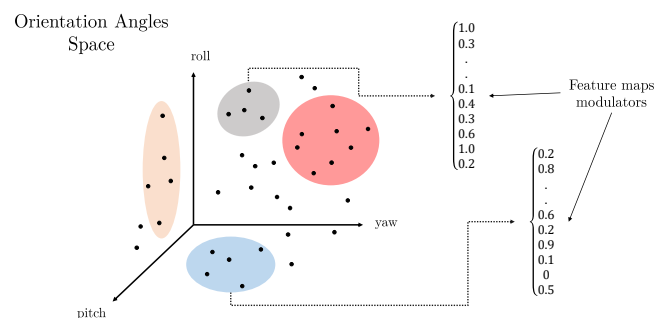 Orientation Angles
Space
roll
yaw
pitch
1.0
0.3
.
.
0.1
0.4
0.3
0.6
1.0
0.2
Feature maps
modulators
0.2
0.8
.
.
0.6
0.2
0.9
0.1
0
0.5